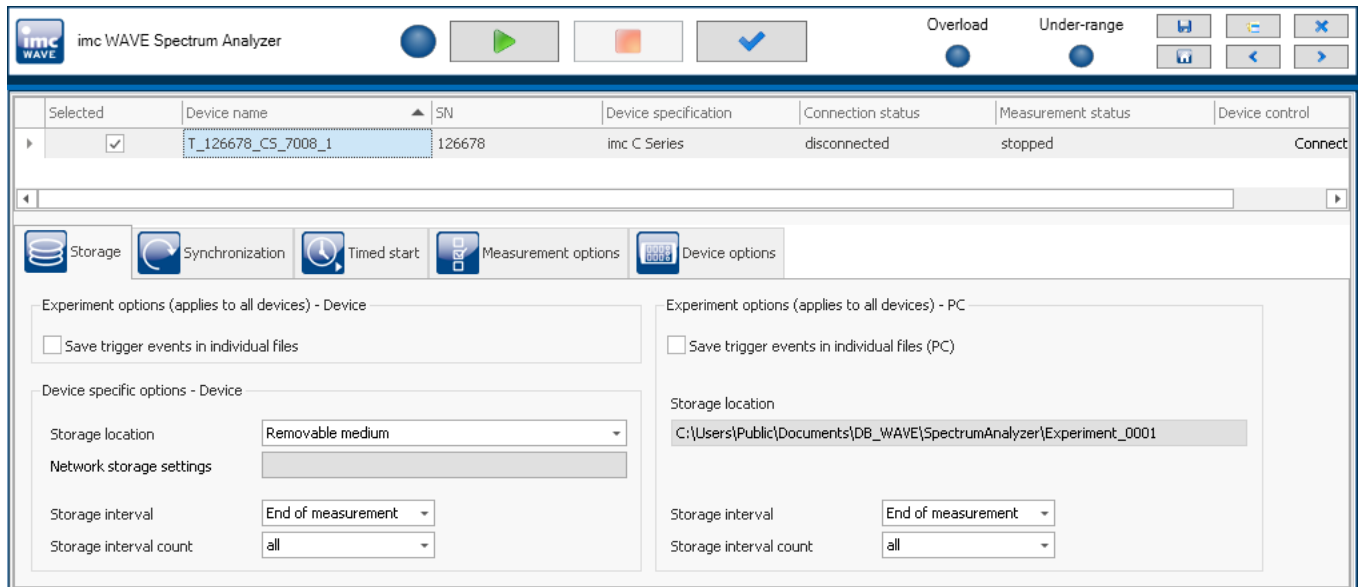 imc WAVE
imc WAVE Spectrum Analyzer
Overload
Under-range
Selected Device name SN Device specification Connection status Measurement status Device control
T_126678_CS_7008_1 126678 imc C Series disconnected stopped Connect
Storage Synchronization Timed start Measurement options Device options
Experiment options (applies to all devices) - Device
Save trigger events in individual files
Device specific options - Device
Storage location Removable medium
Network storage settings
Storage interval End of measurement
Storage interval count all
Experiment options (applies to all devices) - PC
Save trigger events in individual files (PC)
Storage location
C:\Users\Public\Documents\DB_WAVE\SpectrumAnalyzer\Experiment_0001
Storage interval End of measurement
Storage interval count all